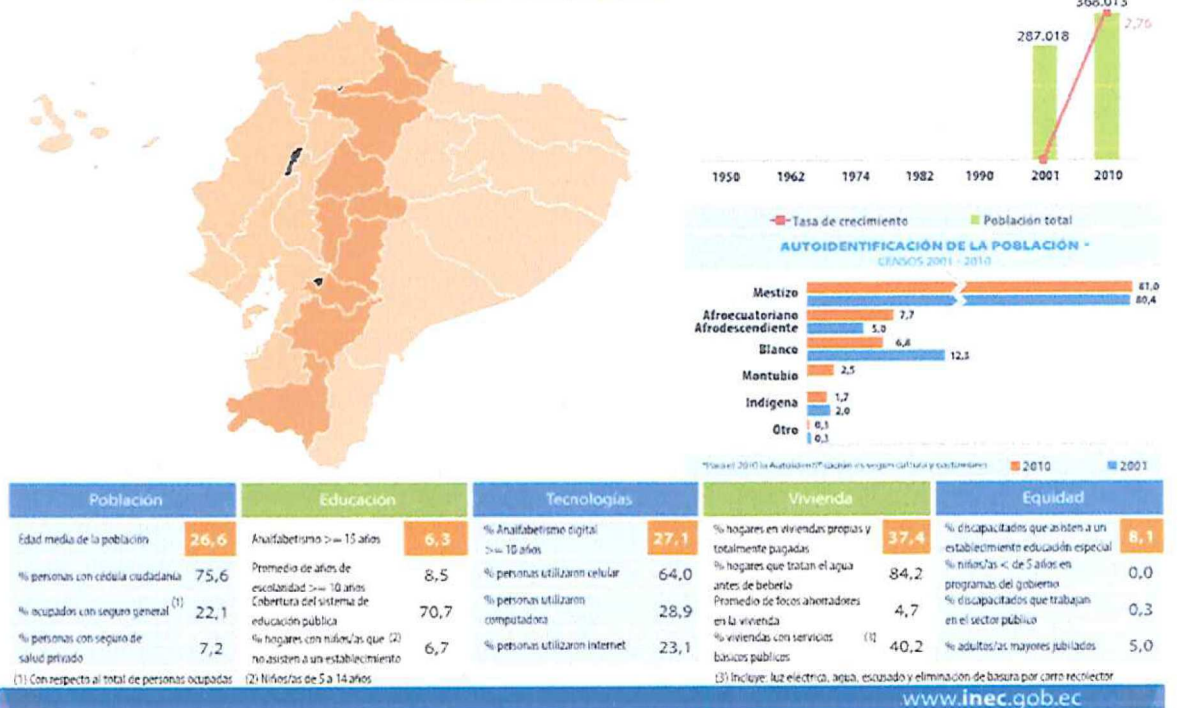 368.013
2,76
287.018
1950 1962 1974 1982 1990 2001 2010
Tasa de crecimiento Población total
AUTOIDENTIFICACIÓN DE LA POBLACIÓN *
CENSOS 2001 - 2010
Mestizo 81,0
80,4
Afroecuatoriano 7,7
Afrodescendiente 5,0
Blanco 6,8
12,3
Montubio 2,5
Indígena 1,7
2,0
Otro 0,3
0,3
*Para el 2010 la Autoidentificación es según cultura y costumbres 2010 2001
Población
Edad media de la población 26,6
% personas con cédula ciudadanía 75,6
% ocupados con seguro general (1) 22,1
% personas con seguro de
salud privado 7,2
(1) Con respecto al total de personas ocupadas
Educación
Analfabetismo >= 15 años 6,3
Promedio de años de
escolaridad >= 10 años 8,5
Cobertura del sistema de
educación pública 70,7
% hogares con niños/as que (2)
no asisten a un establecimiento 6,7
(2) Niños/as de 5 a 14 años
Tecnologías
% Analfabetismo digital
>= 10 años 27,1
% personas utilizaron celular 64,0
% personas utilizaron
computadora 28,9
% personas utilizaron internet 23,1
Vivienda
% hogares en viviendas propias y
totalmente pagadas 37,4
% hogares que tratan el agua
antes de beberla 84,2
Promedio de focos ahorradores
en la vivienda 4,7
% viviendas con servicios (3)
básicos públicos 40,2
(3) Incluye: luz eléctrica, agua, escusado y eliminación de basura por carro recolector
Equidad
% discapacitados que asisten a un
establecimiento educación especial 8,1
% niños/as < de 5 años en
programas del gobierno 0,0
% discapacitados que trabajan
en el sector público 0,3
% adultos/as mayores jubilados 5,0
www.inec.gob.ec